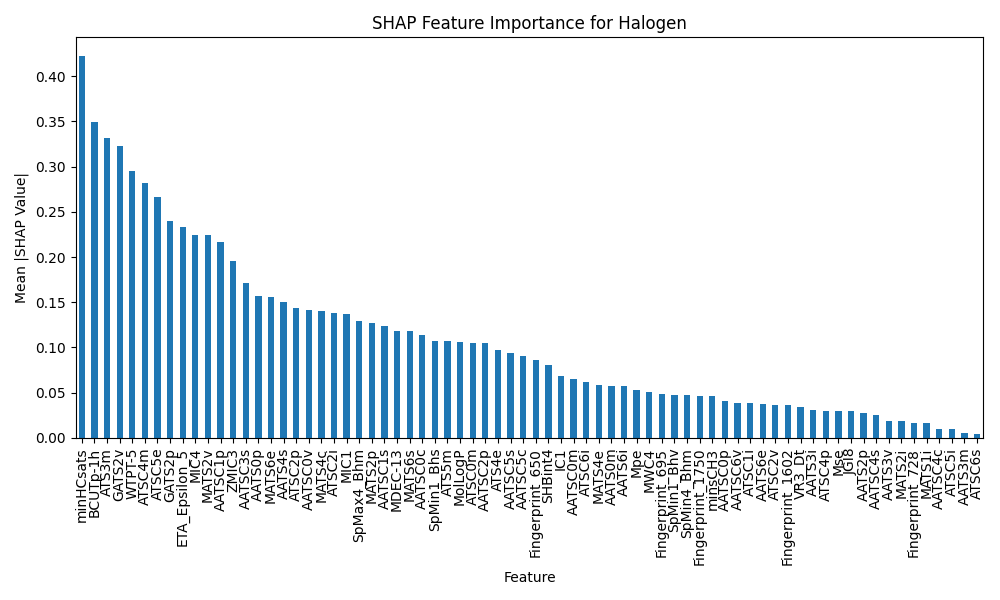 SHAP Feature Importance for Halogen
Mean |SHAP Value|
0.40
0.35
0.30
0.25
0.20
0.15
0.10
0.05
0.00
minHCsats
BCUTp-1h
ATS3m
GATS2v
WTPT-5
ATSC4m
ATSC5e
GATS2p
ETA_Epsilon_5
MIC4
MATS2v
AATSC1p
ZMIC3
AATSC3s
AATS0p
MATS6e
AATS4s
ATSC2p
AATSC0v
MATS4c
ATSC2i
MIC1
SpMax4_Bhm
MATS2p
AATSC1s
MDEC-13
MATS6s
AATSC0c
SpMin1_Bhs
ATS5m
MolLogP
ATSC0m
AATSC2p
ATS4e
AATSC5s
AATSC5c
Fingerprint_650
SHBint4
IC1
AATSC0m
ATSC6i
MATS4e
AATS0m
AATS6i
Mpe
MWC4
Fingerprint_695
SpMin1_Bhv
SpMin4_Bhm
Fingerprint_1750
minsCH3
AATSC0p
AATSC6v
ATSC1i
AATS6e
ATSC2v
Fingerprint_1602
VR3_Dt
AATS3i
ATSC4p
Mse
JGI8
AATS2p
AATSC4s
AATS3v
MATS2i
Fingerprint_728
MATS1i
AATSC4i
ATSC5i
AATS3m
ATSC6s
Feature